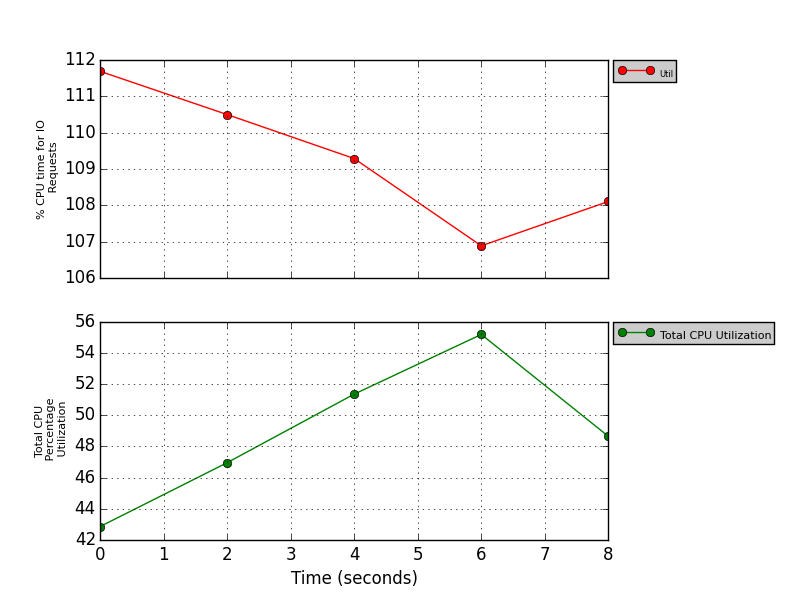 112
111
110
109
108
107
106
% CPU time for IO
Requests
Util
56
54
52
50
48
46
44
42
Total CPU
Percentage
Utilization
Total CPU Utilization
0 1 2 3 4 5 6 7 8
Time (seconds)